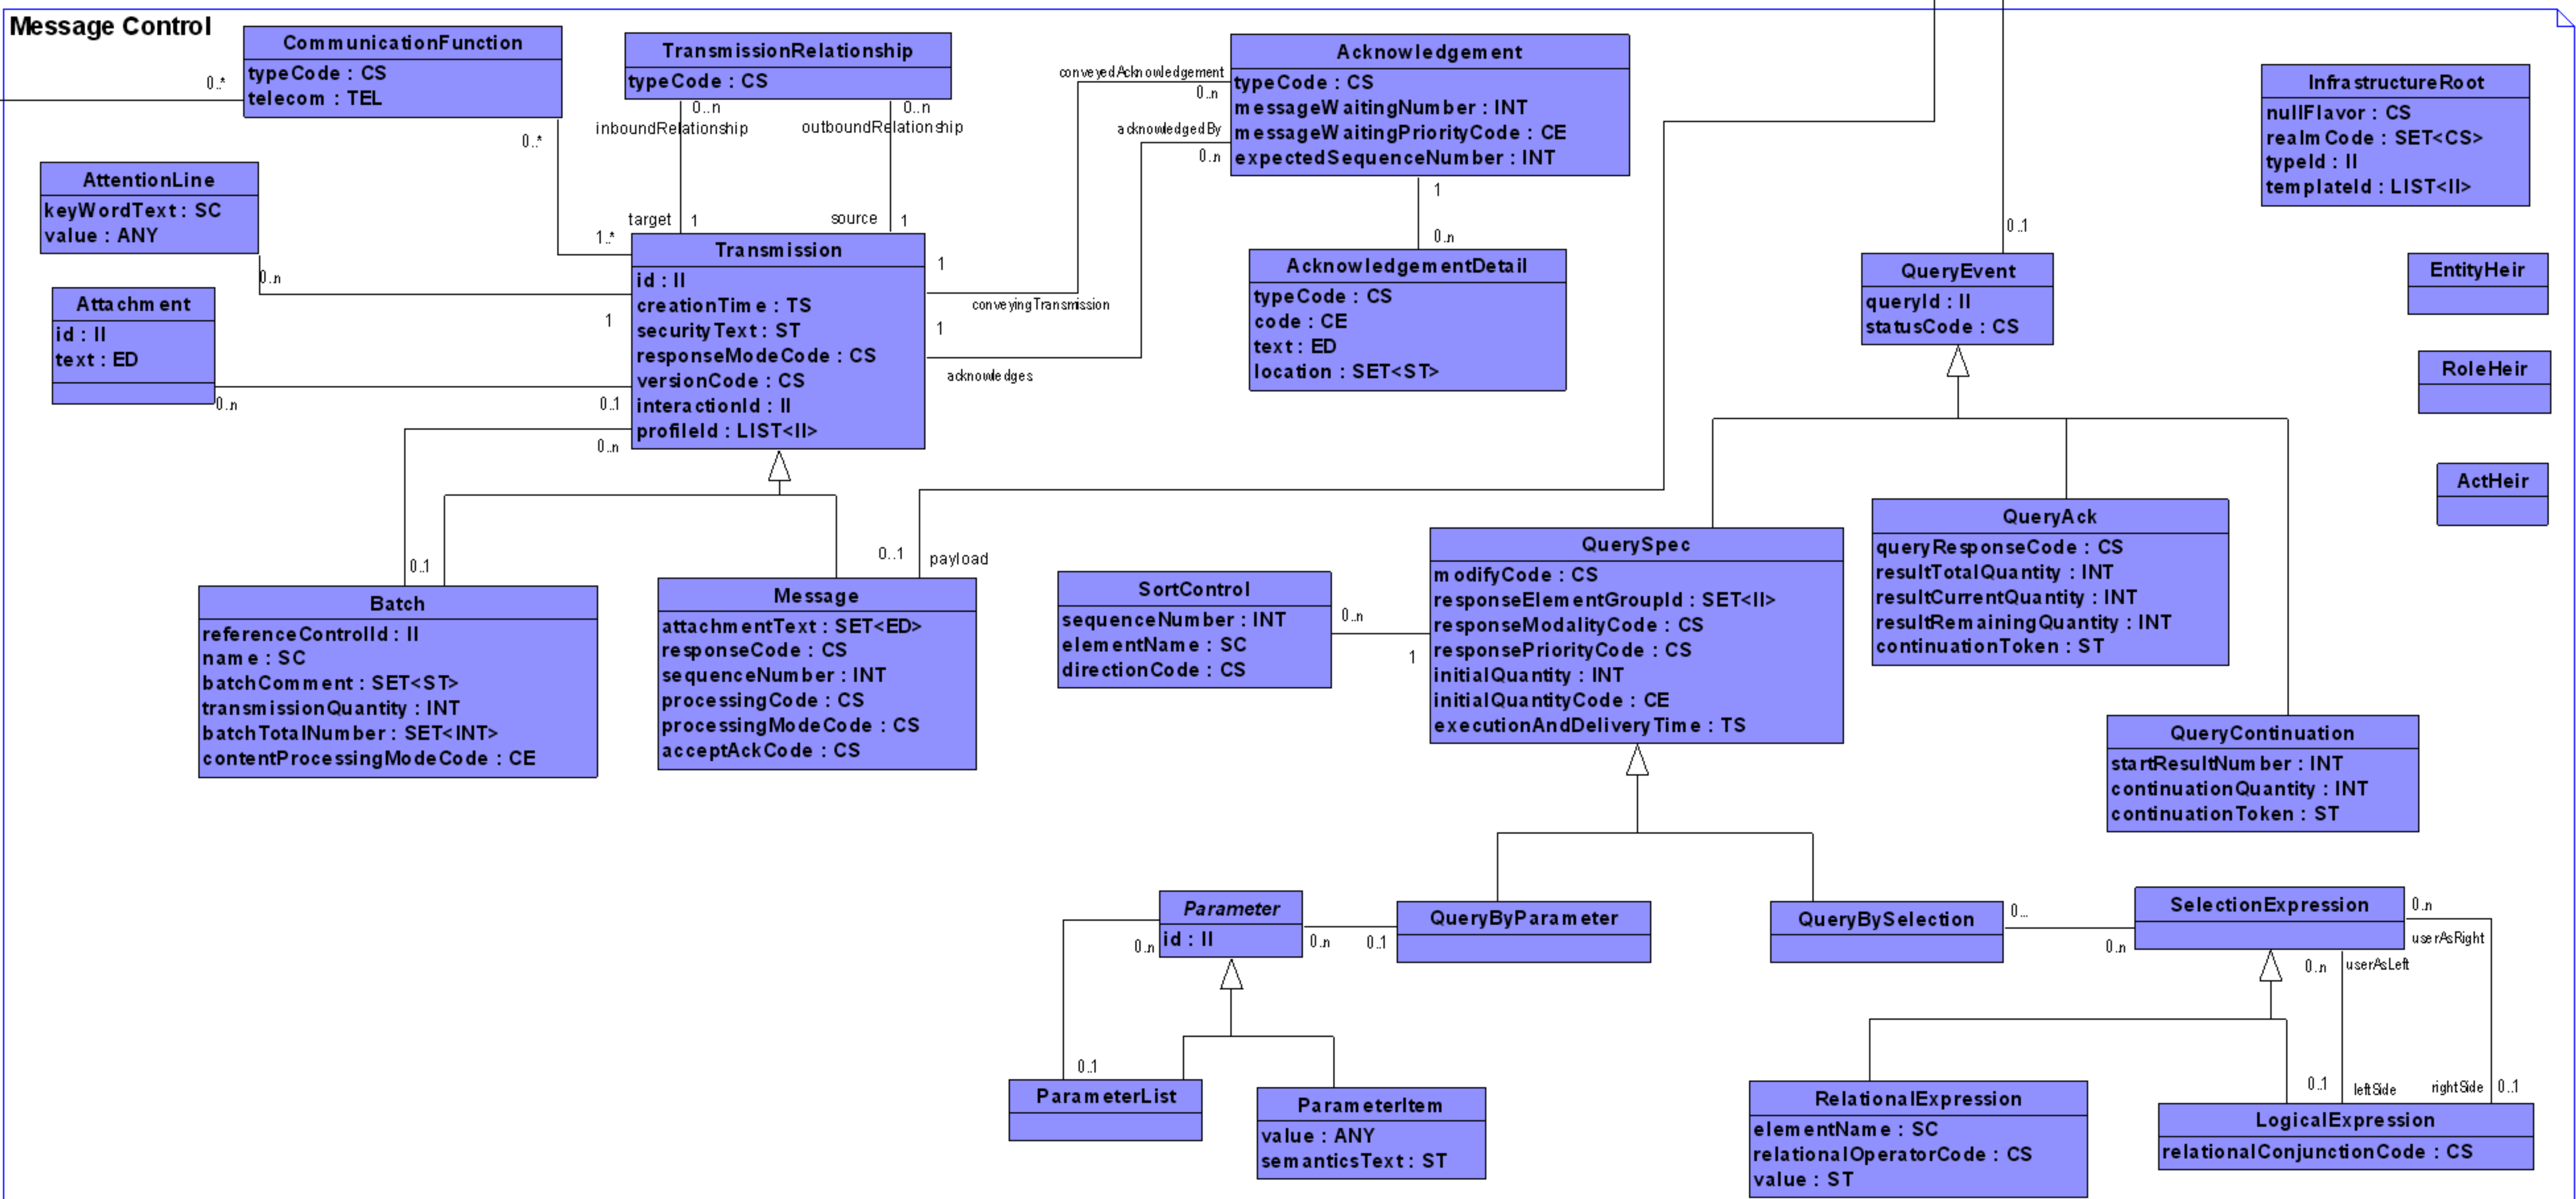 Message Control
CommunicationFunction
typeCode : CS
telecom : TEL
0..*
0..*
TransmissionRelationship
typeCode : CS
0..n
0..n
inboundRelationship
outboundRelationship
target
1
source
1
conveyedAcknowledgement
0..n
acknowledgedBy
0..n
Acknowledgement
typeCode : CS
messageWaitingNumber : INT
messageWaitingPriorityCode : CE
expectedSequenceNumber : INT
1
0..n
InfrastructureRoot
nullFlavor : CS
realmCode : SET<CS>
typeId : II
templateId : LIST<II>
AttentionLine
keyWordText : SC
value : ANY
0..n
1..*
1
Transmission
id : II
creationTime : TS
securityText : ST
responseModeCode : CS
versionCode : CS
interactionId : II
profileId : LIST<II>
1
conveyingTransmission
1
acknowledges
AcknowledgementDetail
typeCode : CS
code : CE
text : ED
location : SET<ST>
0..1
QueryEvent
queryId : II
statusCode : CS
EntityHeir
RoleHeir
ActHeir
Attachment
id : II
text : ED
0..n
0..1
0..n
0..1
0..1
payload
Batch
referenceControlId : II
name : SC
batchComment : SET<ST>
transmissionQuantity : INT
batchTotalNumber : SET<INT>
contentProcessingModeCode : CE
Message
attachmentText : SET<ED>
responseCode : CS
sequenceNumber : INT
processingCode : CS
processingModeCode : CS
acceptAckCode : CS
SortControl
sequenceNumber : INT
elementName : SC
directionCode : CS
0..n
1
QuerySpec
modifyCode : CS
responseElementGroupId : SET<II>
responseModalityCode : CS
responsePriorityCode : CS
initialQuantity : INT
initialQuantityCode : CE
executionAndDeliveryTime : TS
QueryAck
queryResponseCode : CS
resultTotalQuantity : INT
resultCurrentQuantity : INT
resultRemainingQuantity : INT
continuationToken : ST
QueryContinuation
startResultNumber : INT
continuationQuantity : INT
continuationToken : ST
Parameter
id : II
0..n
0..n
0..1
QueryByParameter
QueryBySelection
0...
0..n
SelectionExpression
0..n
userAsRight
0..n
userAsLeft
0..1
ParameterList
ParameterItem
value : ANY
semanticsText : ST
RelationalExpression
elementName : SC
relationalOperatorCode : CS
value : ST
0..1
leftSide
rightSide
0..1
LogicalExpression
relationalConjunctionCode : CS